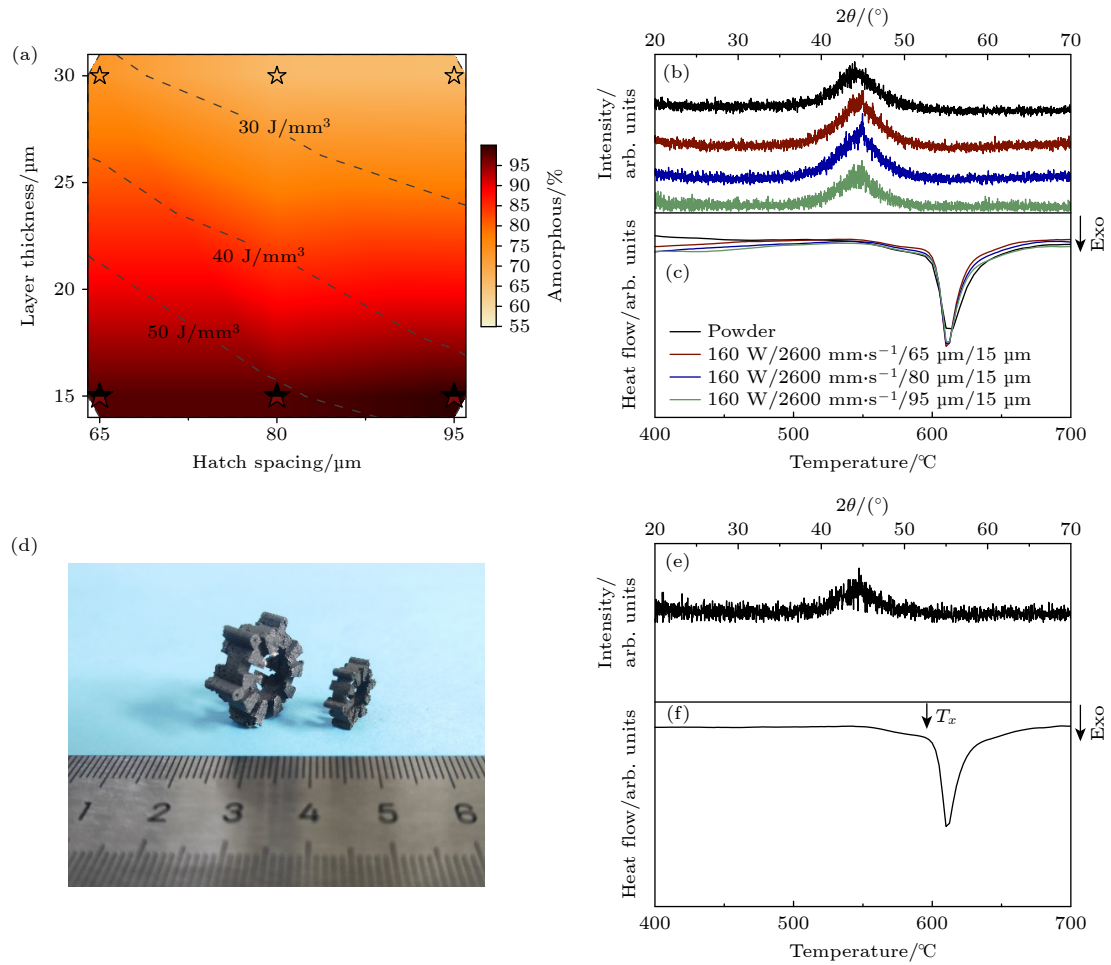 (a)
30 J/mm³
40 J/mm³
50 J/mm³
30
25
20
15
65
80
95
Layer thickness/µm
Hatch spacing/µm
95
90
85
80
75
70
65
60
55
Amorphous/%
2θ/(°)
20
30
40
50
60
70
(b)
Intensity/
arb. units
(c)
Exo
Heat flow/arb. units
Powder
160 W/2600 mm·s⁻¹/65 µm/15 µm
160 W/2600 mm·s⁻¹/80 µm/15 µm
160 W/2600 mm·s⁻¹/95 µm/15 µm
400
500
600
700
Temperature/℃
(d)
1 2 3 4 5 6
2θ/(°)
20
30
40
50
60
70
(e)
Intensity/
arb. units
(f)
Tₓ
Exo
Heat flow/arb. units
400
500
600
700
Temperature/℃